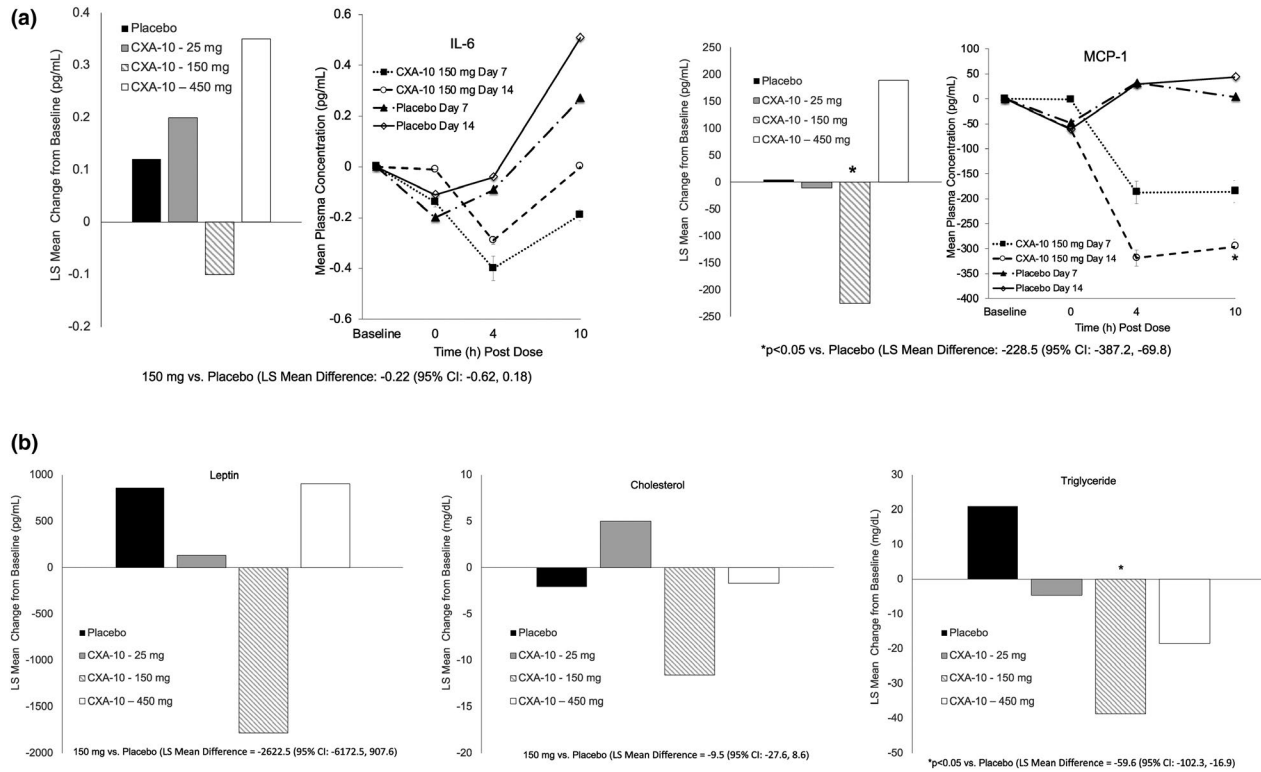 (a)
LS Mean Change from Baseline (pg/mL)
0.4
0.3
0.2
0.1
0
-0.1
-0.2
Placebo
CXA-10 - 25 mg
CXA-10 - 150 mg
CXA-10 – 450 mg
IL-6
Mean Plasma Concentration (pg/mL)
0.6
0.4
0.2
0
-0.2
-0.4
-0.6
CXA-10 150 mg Day 7
CXA-10 150 mg Day 14
Placebo Day 7
Placebo Day 14
Baseline 0 4 10
Time (h) Post Dose
150 mg vs. Placebo (LS Mean Difference: -0.22 (95% CI: -0.62, 0.18)
LS Mean Change from Baseline (pg/mL)
250
200
150
100
50
0
-50
-100
-150
-200
-250
Placebo
CXA-10 - 25 mg
CXA-10 - 150 mg
CXA-10 – 450 mg
*
MCP-1
Mean Plasma Concentration (pg/mL)
100
50
0
-50
-100
-150
-200
-250
-300
-350
-400
CXA-10 150 mg Day 7
CXA-10 150 mg Day 14
Placebo Day 7
Placebo Day 14
*
Baseline 0 4 10
Time (h) Post Dose
*p<0.05 vs. Placebo (LS Mean Difference: -228.5 (95% CI: -387.2, -69.8)
(b)
Leptin
LS Mean Change from Baseline (pg/mL)
1000
500
0
-500
-1000
-1500
-2000
Placebo
CXA-10 - 25 mg
CXA-10 - 150 mg
CXA-10 – 450 mg
150 mg vs. Placebo (LS Mean Difference = -2622.5 (95% CI: -6172.5, 907.6)
Cholesterol
LS Mean Change from Baseline (mg/dL)
10
5
0
-5
-10
-15
-20
Placebo
CXA-10 - 25 mg
CXA-10 - 150 mg
CXA-10 – 450 mg
150 mg vs. Placebo (LS Mean Difference = -9.5 (95% CI: -27.6, 8.6)
Triglyceride
LS Mean Change from Baseline (mg/dL)
30
20
10
0
-10
-20
-30
-40
-50
*
Placebo
CXA-10 - 25 mg
CXA-10 - 150 mg
CXA-10 – 450 mg
*p<0.05 vs. Placebo (LS Mean Difference = -59.6 (95% CI: -102.3, -16.9)